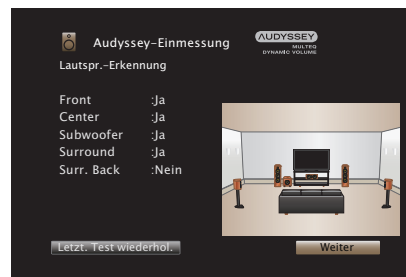 Audyssey-Einmessung
AUDYSSEY
MULTEQ
DYNAMIC VOLUME
Lautspr.-Erkennung
Front :Ja
Center :Ja
Subwoofer :Ja
Surround :Ja
Surr. Back :Nein
Letzt. Test wiederhol.
Weiter